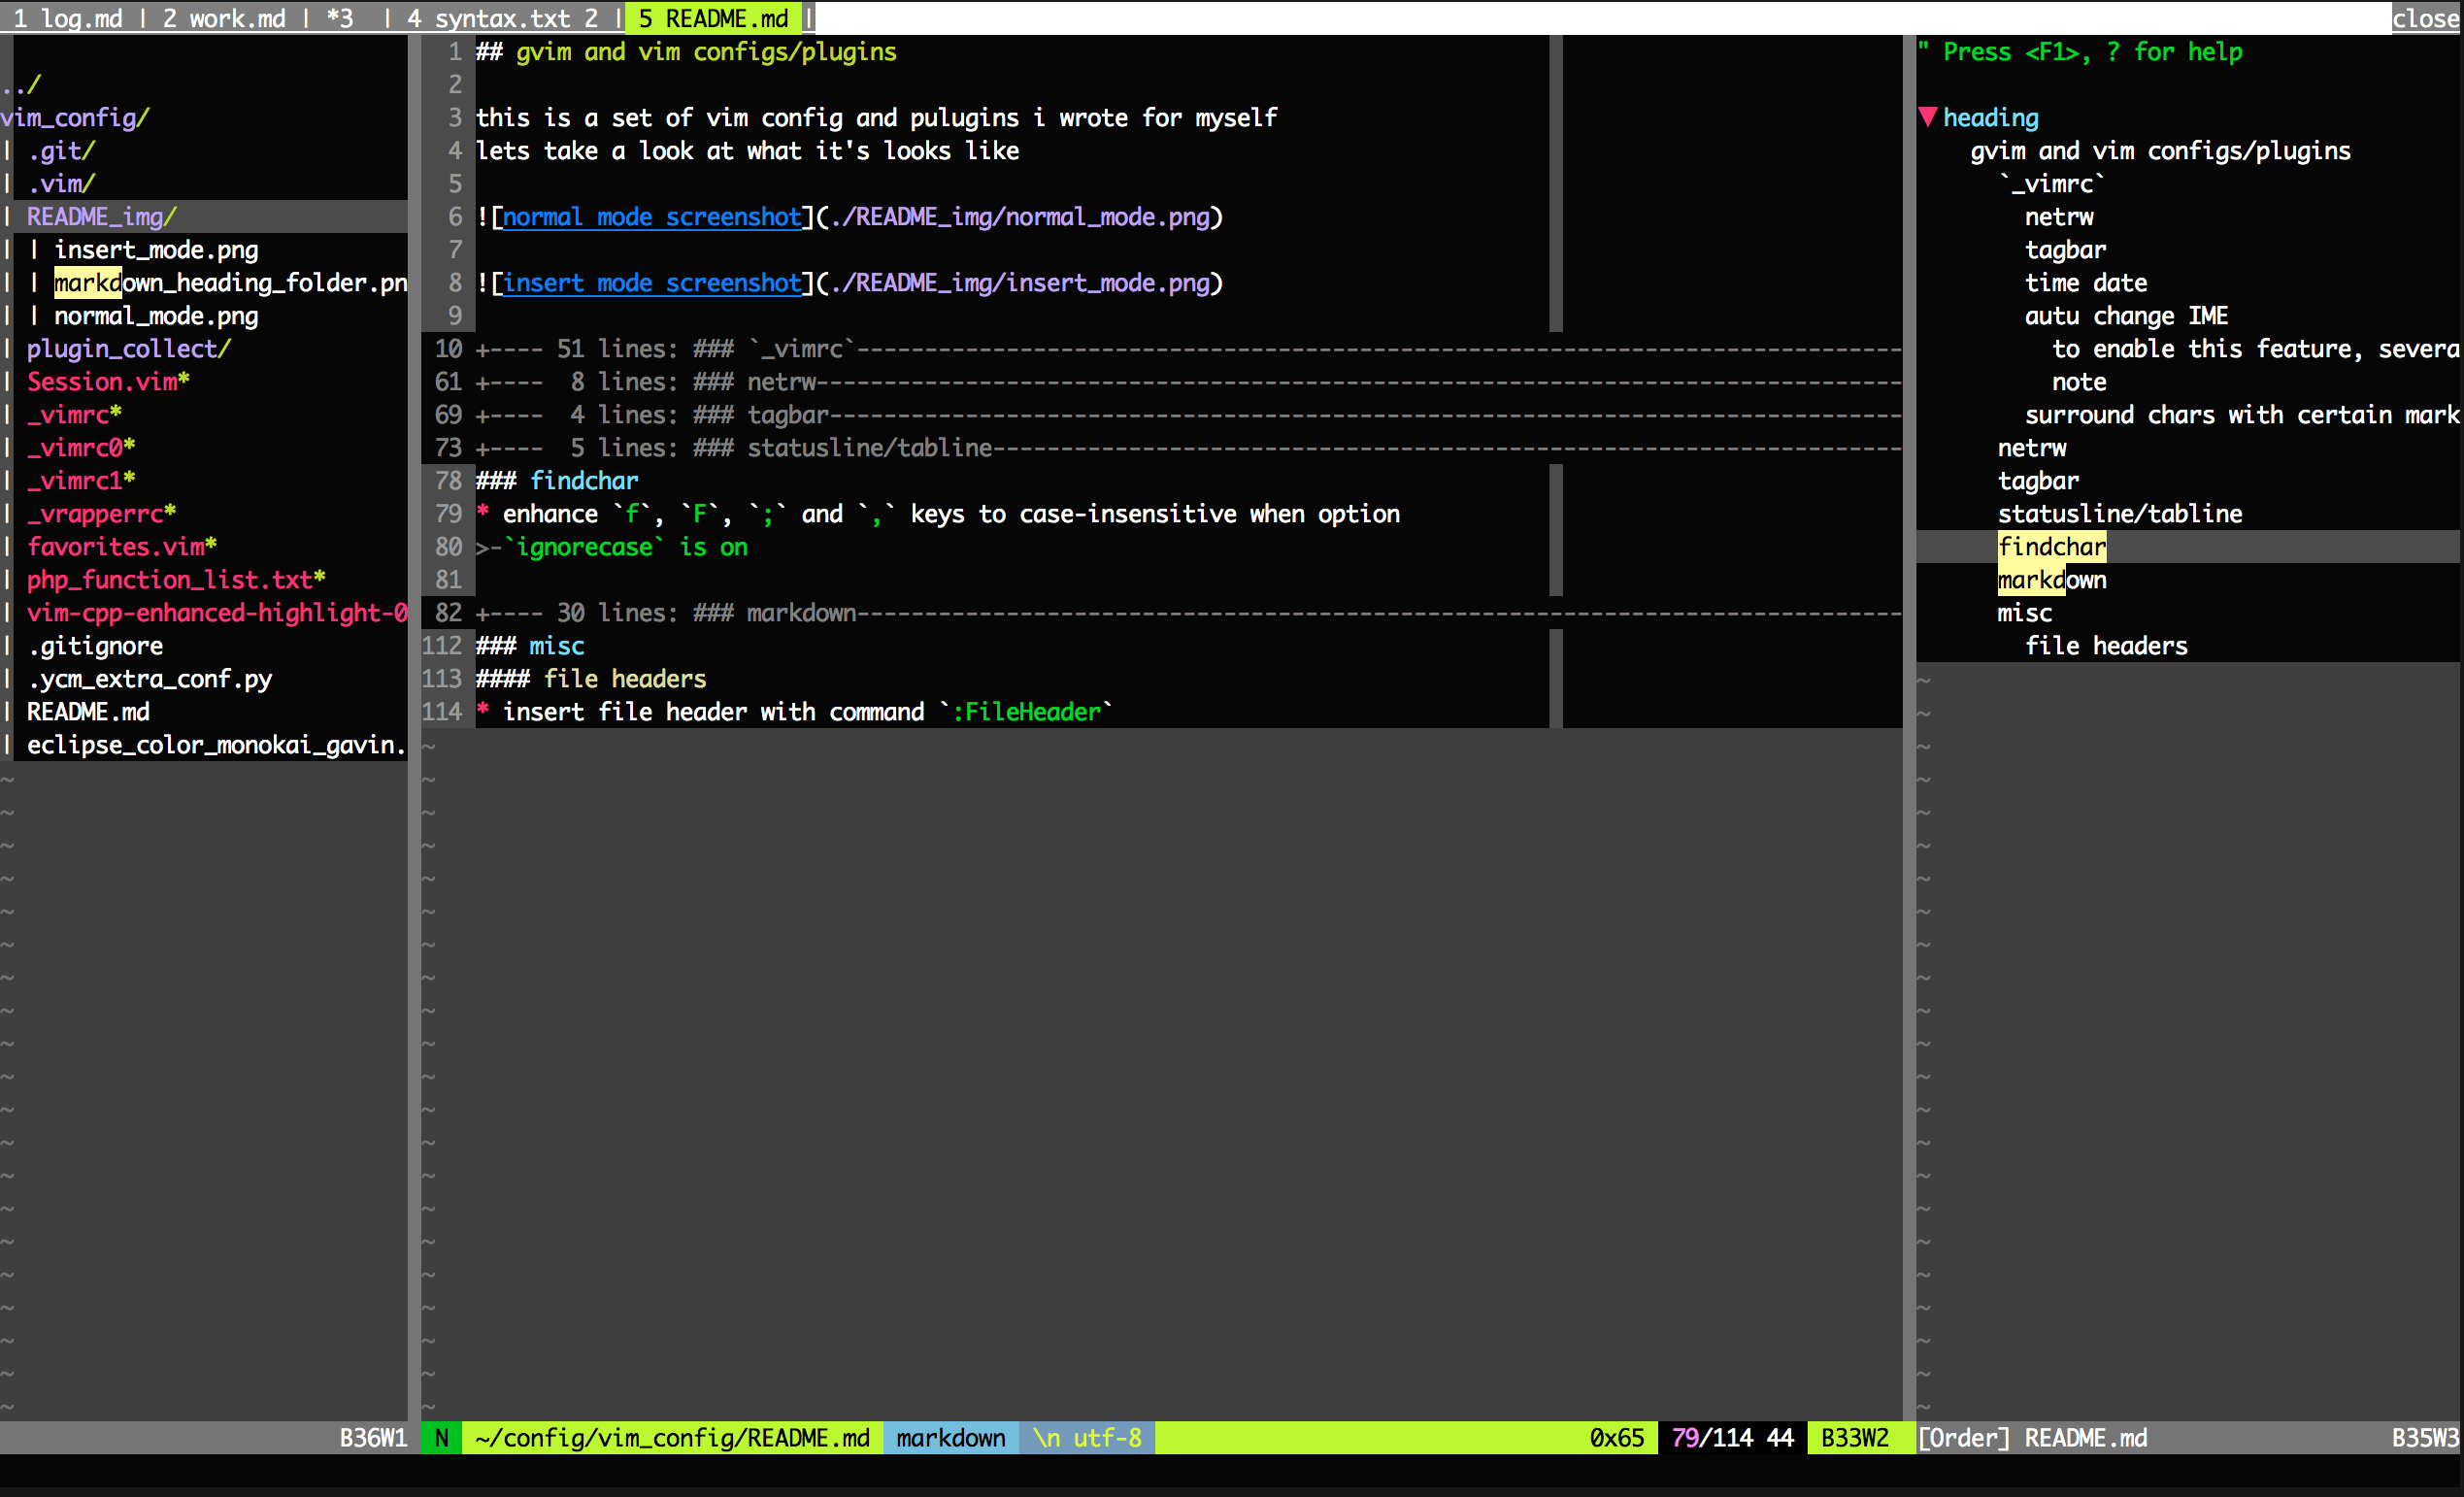 1 log.md | 2 work.md | *3 | 4 syntax.txt 2 | 5 README.md | close
../
vim_config/
| .git/
| .vim/
| README_img/
| | insert_mode.png
| | markdown_heading_folder.pn
| | normal_mode.png
| plugin_collect/
| Session.vim*
| _vimrc*
| _vimrc0*
| _vimrc1*
| _vrapperrc*
| favorites.vim*
| php_function_list.txt*
| vim-cpp-enhanced-highlight-0
| .gitignore
| .ycm_extra_conf.py
| README.md
| eclipse_color_monokai_gavin.
B36W1
1 ## gvim and vim configs/plugins
2
3 this is a set of vim config and pulugins i wrote for myself
4 lets take a look at what it's looks like
5
6 ![normal mode screenshot](./README_img/normal_mode.png)
7
8 ![insert mode screenshot](./README_img/insert_mode.png)
9
10 +---- 51 lines: ### `_vimrc`-----------------------------------------------------------------------------
61 +----  8 lines: ### netrw--------------------------------------------------------------------------------
69 +----  4 lines: ### tagbar-------------------------------------------------------------------------------
73 +----  5 lines: ### statusline/tabline-------------------------------------------------------------------
78 ### findchar
79 * enhance `f`, `F`, `;` and `,` keys to case-insensitive when option
80 >-`ignorecase` is on
81
82 +---- 30 lines: ### markdown-----------------------------------------------------------------------------
112 ### misc
113 #### file headers
114 * insert file header with command `:FileHeader`
N ~/config/vim_config/README.md markdown \n utf-8 0x65 79/114 44 B33W2
" Press <F1>, ? for help
▼ heading
gvim and vim configs/plugins
`_vimrc`
netrw
tagbar
time date
autu change IME
to enable this feature, severa
note
surround chars with certain mark
netrw
tagbar
statusline/tabline
findchar
markdown
misc
file headers
[Order] README.md B35W3